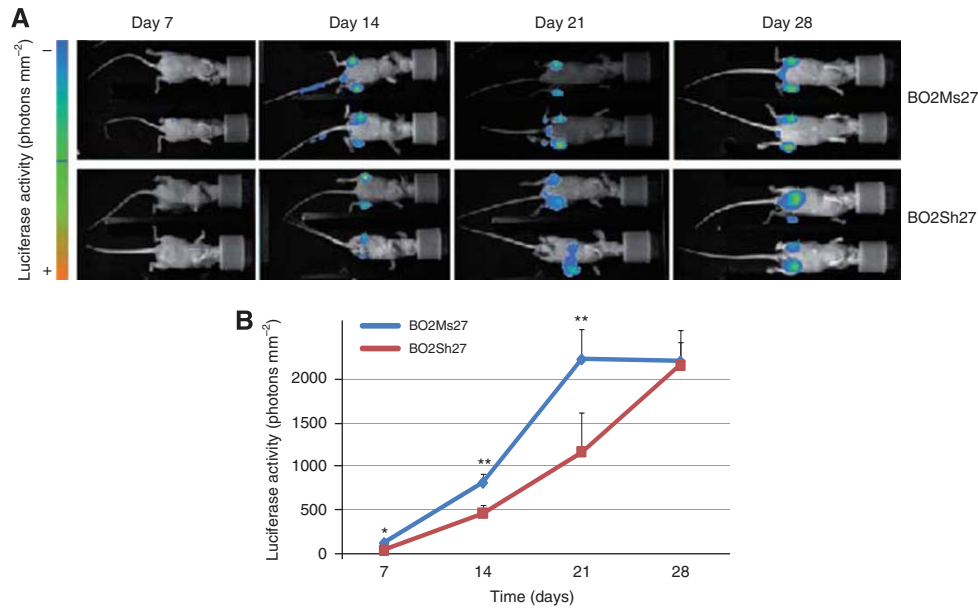 A
Day 7
Day 14
Day 21
Day 28
Luciferase activity (photons mm⁻²)
–
+
BO2Ms27
BO2Sh27
B
Luciferase activity (photons mm⁻²)
BO2Ms27
BO2Sh27
2000
1500
1000
500
0
*
**
**
7
14
21
28
Time (days)